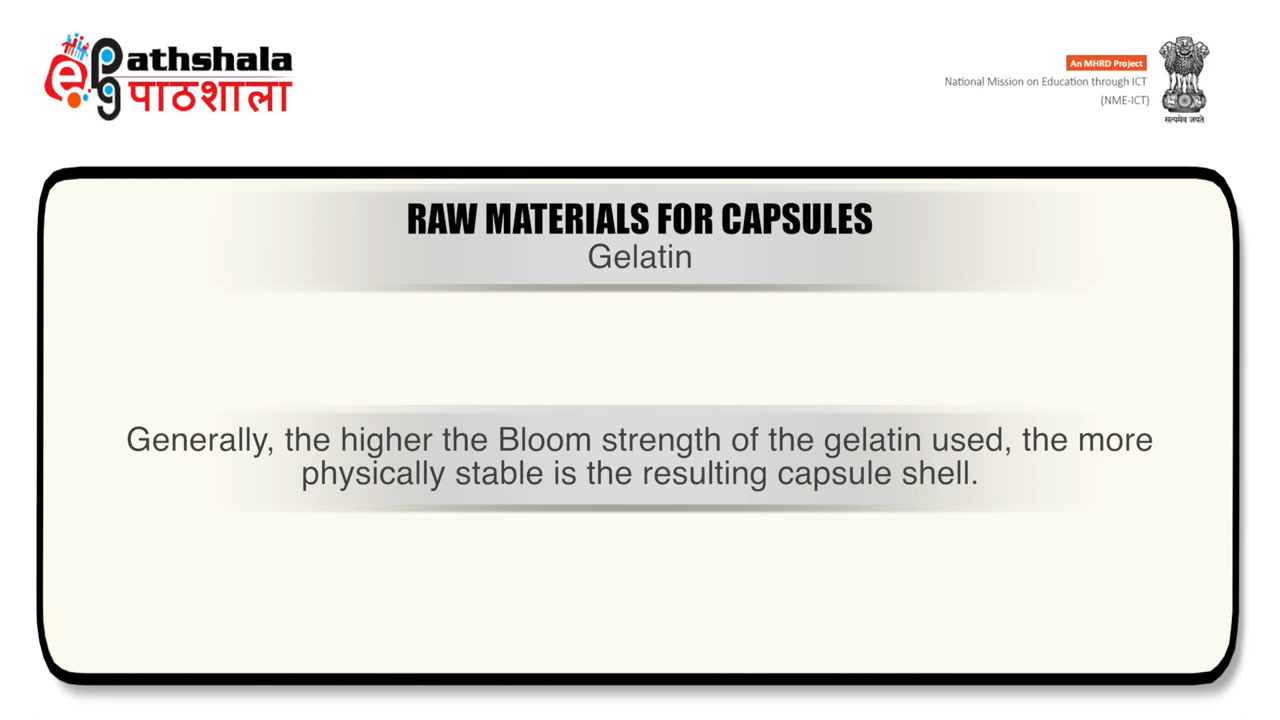 e pg athshala
पाठशाला
An MHRD Project
National Mission on Education through ICT
(NME-ICT)
सत्यमेव जयते
RAW MATERIALS FOR CAPSULES
Gelatin
Generally, the higher the Bloom strength of the gelatin used, the more
physically stable is the resulting capsule shell.